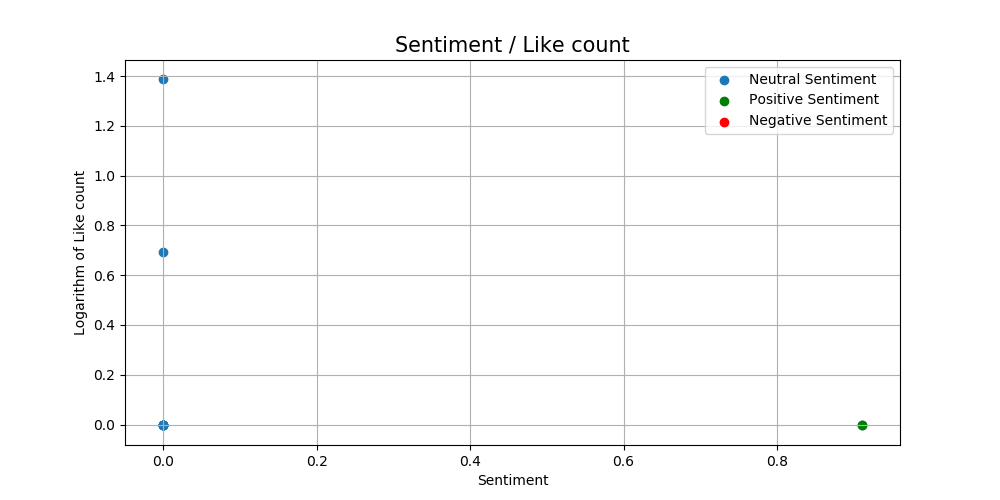 Sentiment / Like count
Logarithm of Like count
1.4
1.2
1.0
0.8
0.6
0.4
0.2
0.0
Neutral Sentiment
Positive Sentiment
Negative Sentiment
0.0 0.2 0.4 0.6 0.8
Sentiment